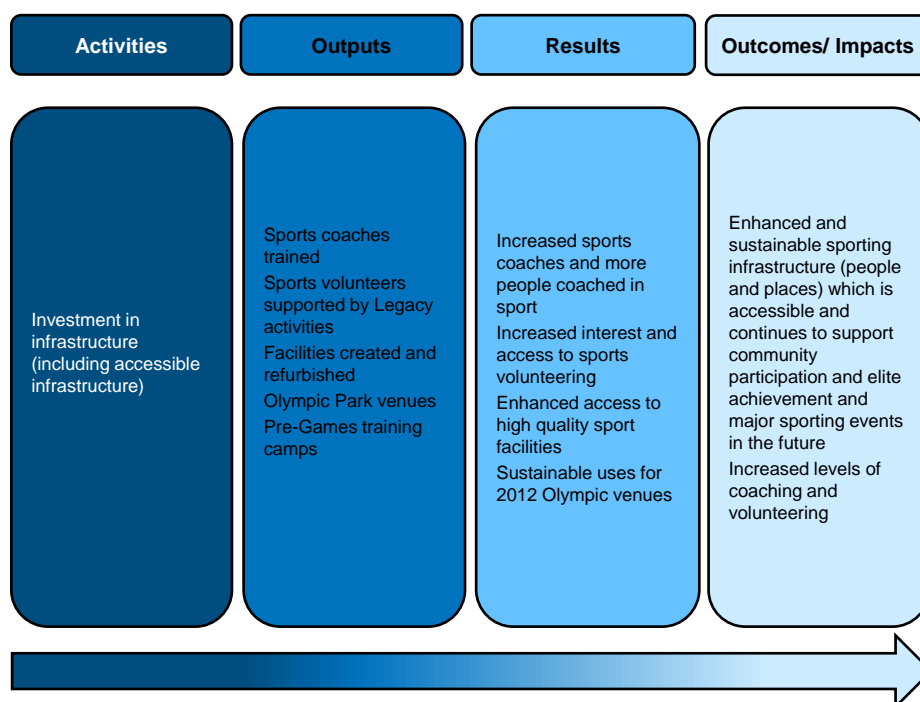 Activities
Outputs
Results
Outcomes/ Impacts
Investment in
infrastructure
(including accessible
infrastructure)
Sports coaches
trained
Sports volunteers
supported by Legacy
activities
Facilities created and
refurbished
Olympic Park venues
Pre-Games training
camps
Increased sports
coaches and more
people coached in
sport
Increased interest and
access to sports
volunteering
Enhanced access to
high quality sport
facilities
Sustainable uses for
2012 Olympic venues
Enhanced and
sustainable sporting
infrastructure (people
and places) which is
accessible and
continues to support
community
participation and elite
achievement and
major sporting events
in the future
Increased levels of
coaching and
volunteering